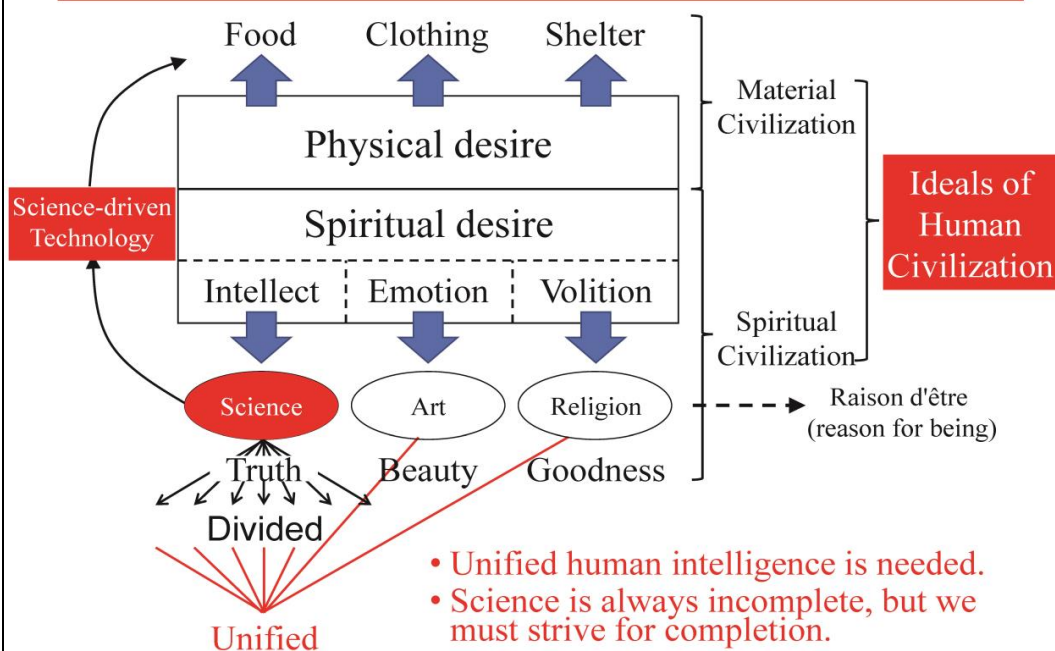 Food Clothing Shelter
Physical desire
Material
Civilization
Science-driven
Technology
Spiritual desire
Ideals of
Human
Civilization
Intellect Emotion Volition
Spiritual
Civilization
Science Art Religion
Raison d'être
(reason for being)
Truth Beauty Goodness
Divided
• Unified human intelligence is needed.
• Science is always incomplete, but we
must strive for completion.
Unified